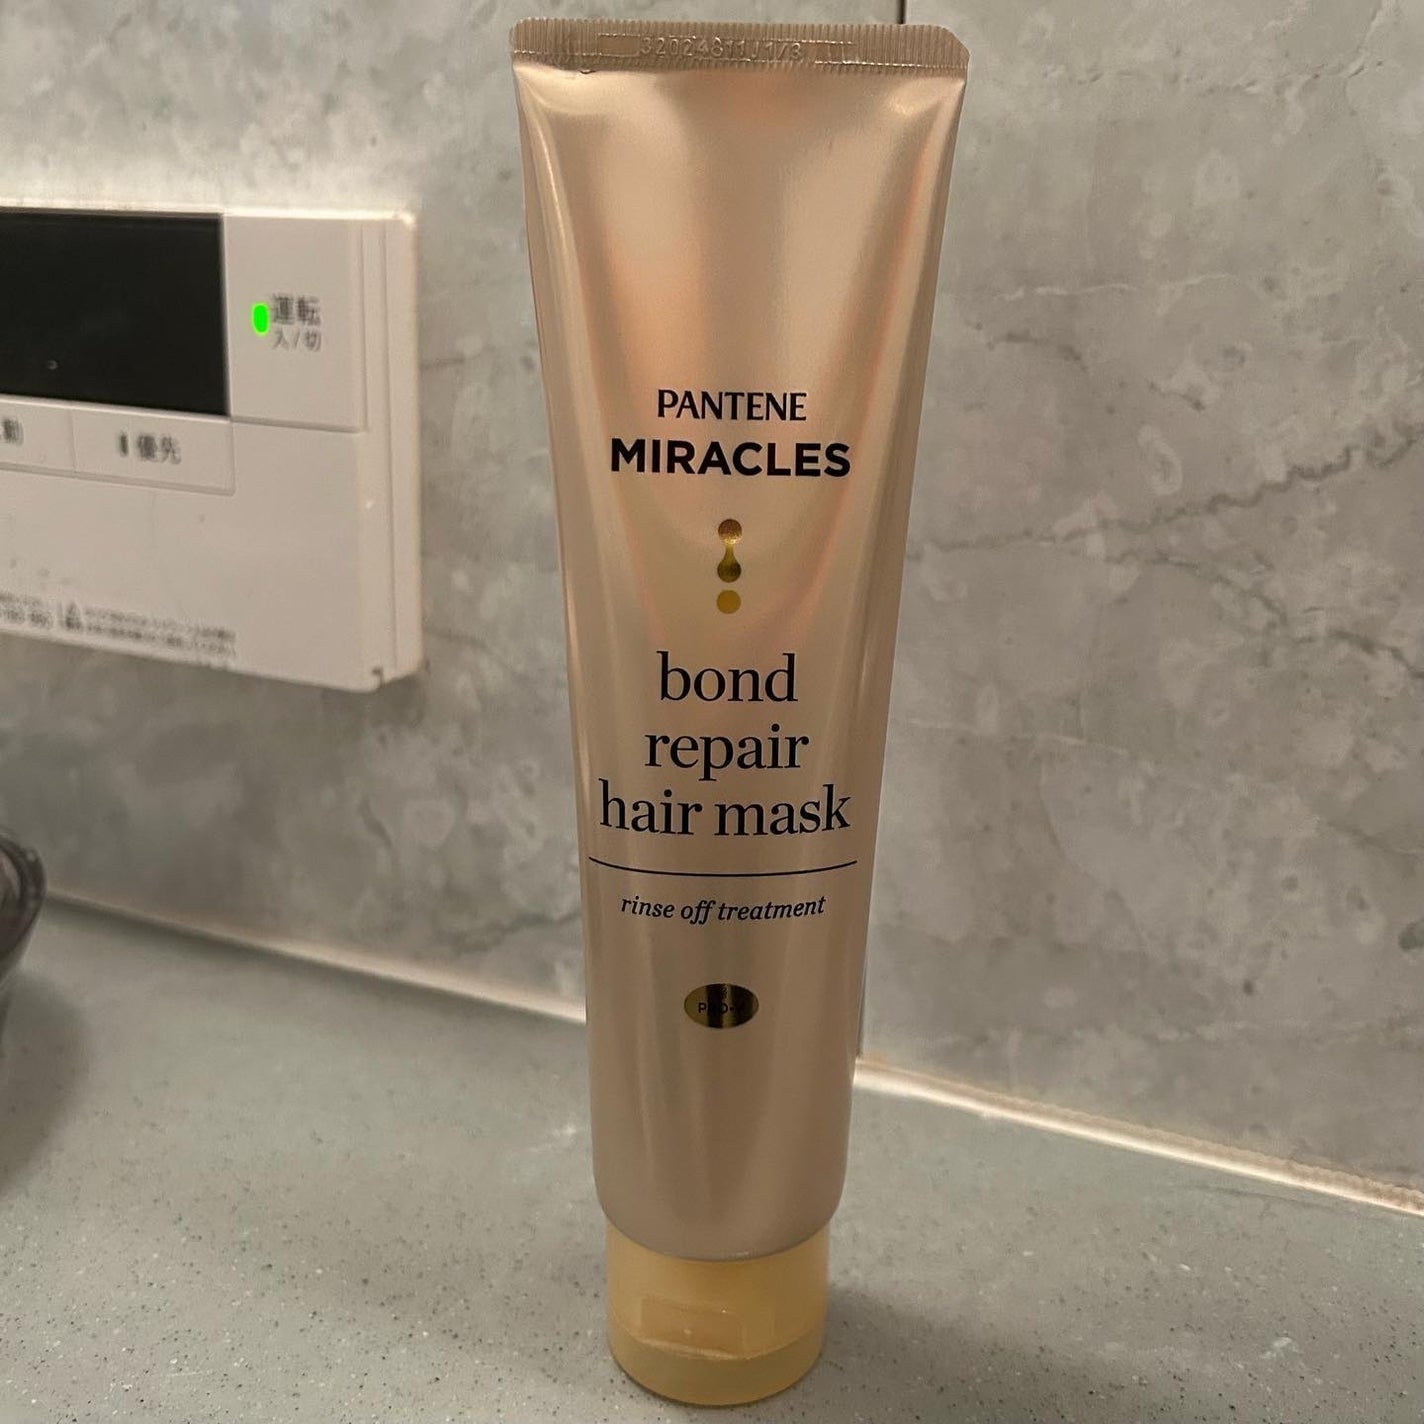 PANTENE
MIRACLES
bond
repair
hair mask
rinse off treatment
運転
入/切
優先